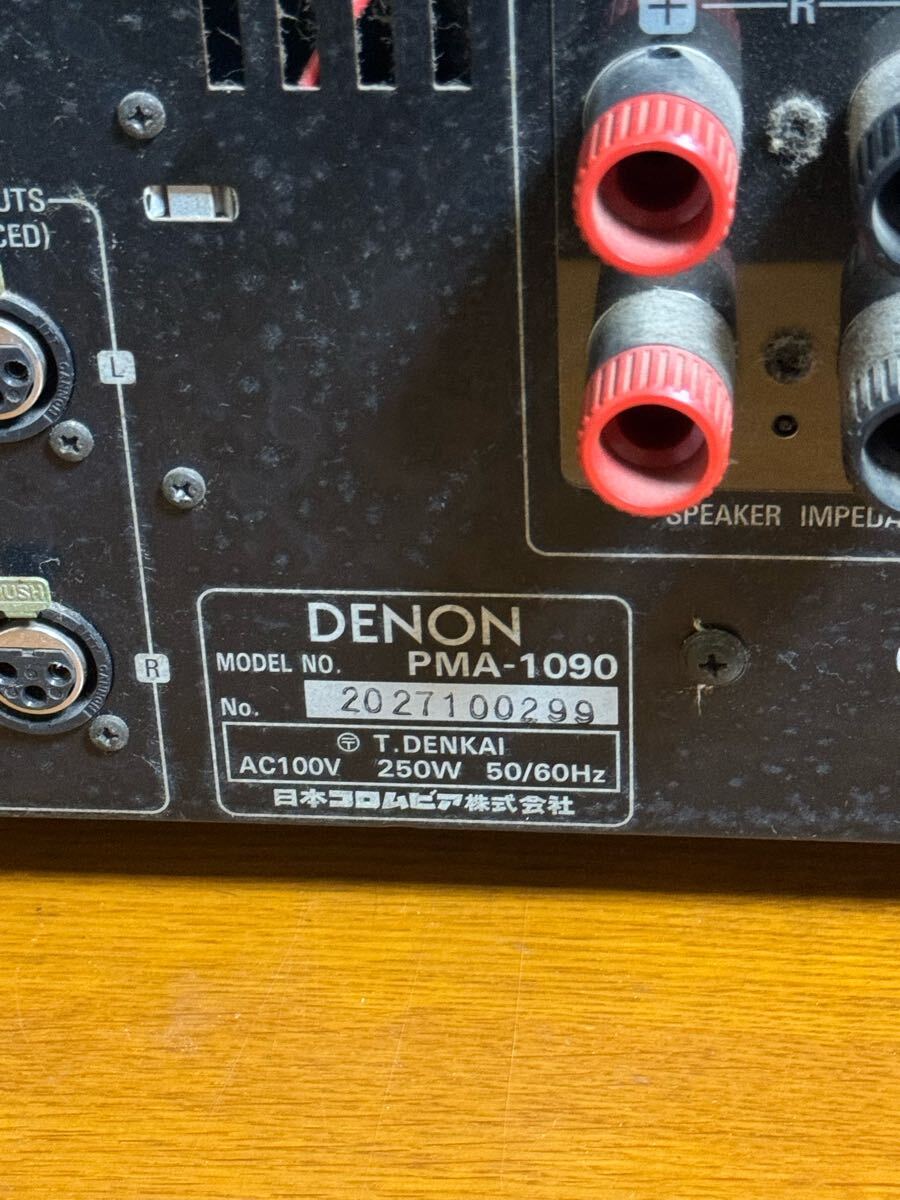 + R
UTS
CED)
L
CANNON
PUSH
R
SPEAKER IMPEDA
DENON
MODEL NO. PMA-1090
No. 2027100299
〒 T.DENKAI
AC100V 250W 50/60Hz
日本コロムビア株式会社